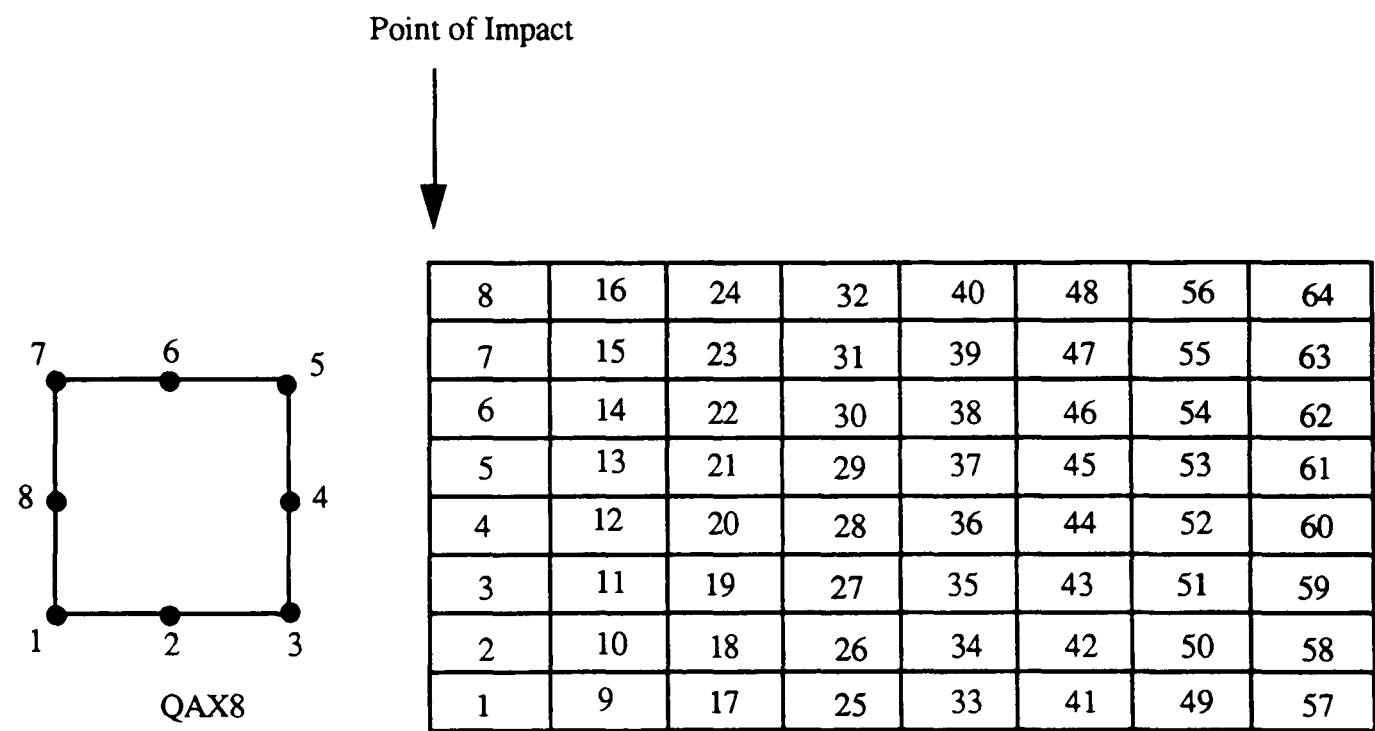 Point of Impact
7 6 5
8 4
1 2 3
QAX8
8 16 24 32 40 48 56 64
7 15 23 31 39 47 55 63
6 14 22 30 38 46 54 62
5 13 21 29 37 45 53 61
4 12 20 28 36 44 52 60
3 11 19 27 35 43 51 59
2 10 18 26 34 42 50 58
1 9 17 25 33 41 49 57